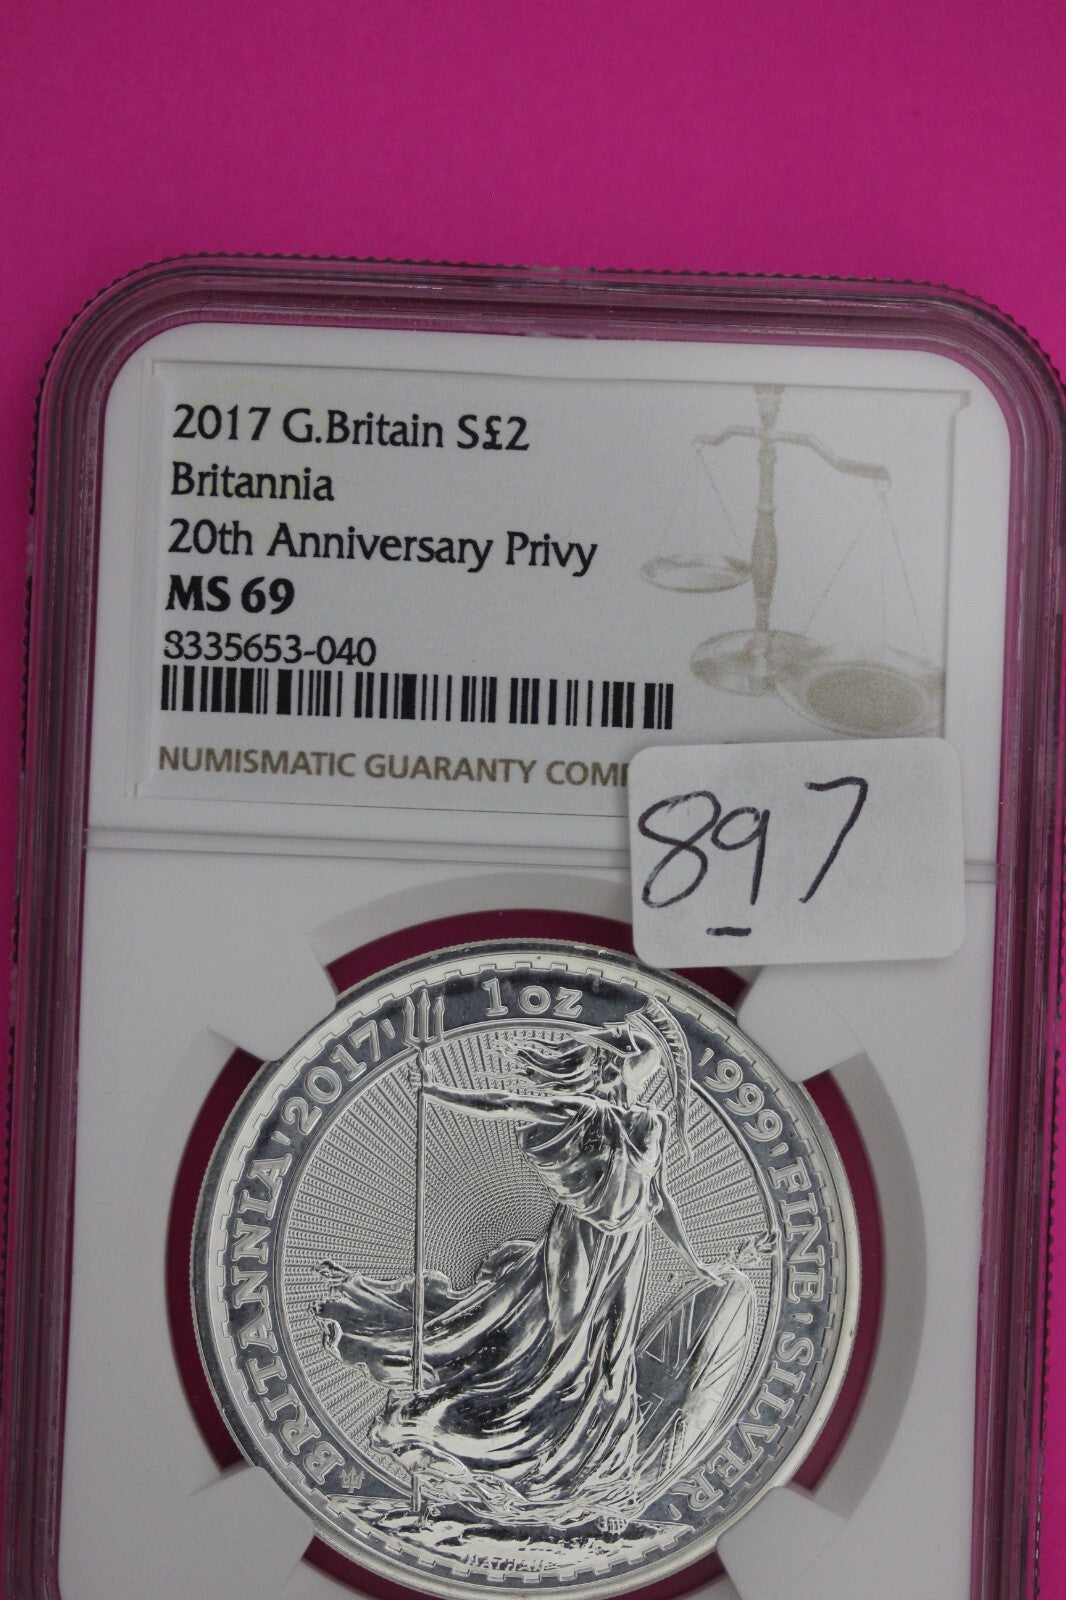 2017 G.Britain S£2
Britannia
20th Anniversary Privy
MS 69
8335653-040
NUMISMATIC GUARANTY
897
1 OZ
BRITANNIA 2017 999 FINE SILVER
NATHAN